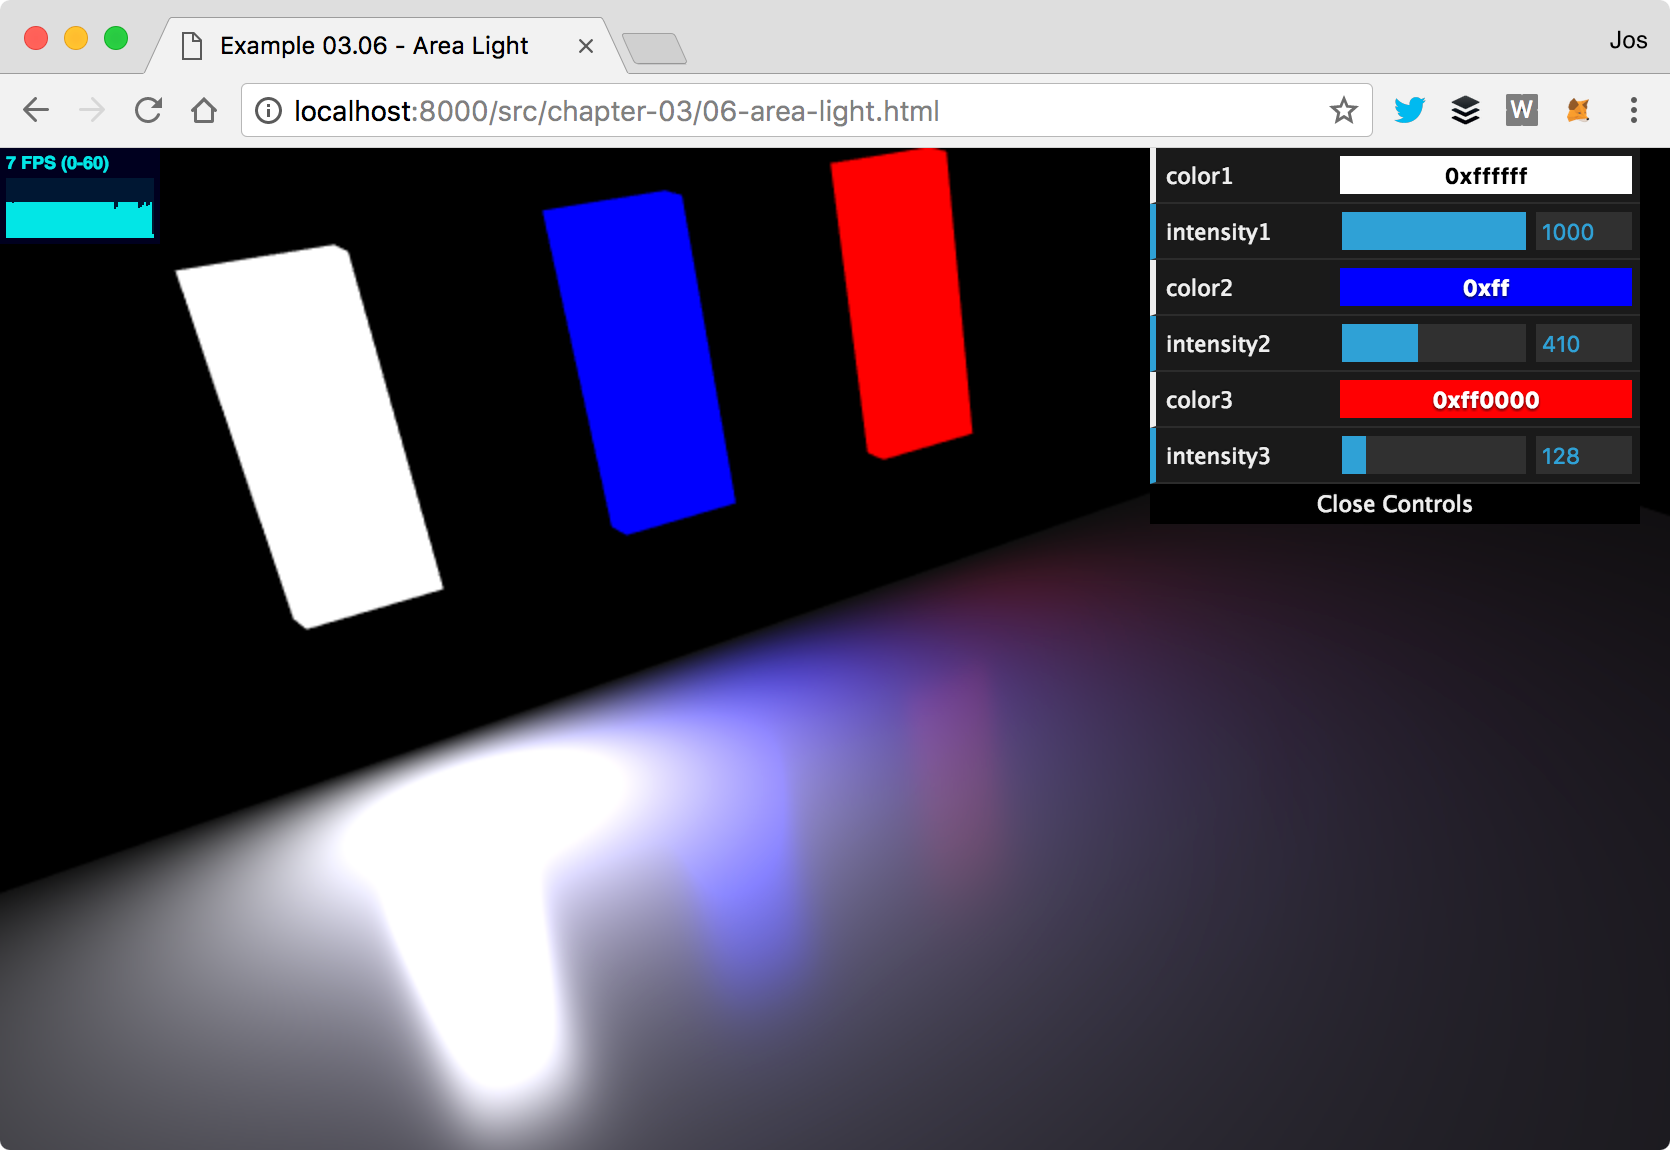 Example 03.06 - Area Light
Jos
localhost:8000/src/chapter-03/06-area-light.html
W
7 FPS (0-60)
color1 0xffffff
intensity1 1000
color2 0xff
intensity2 410
color3 0xff0000
intensity3 128
Close Controls